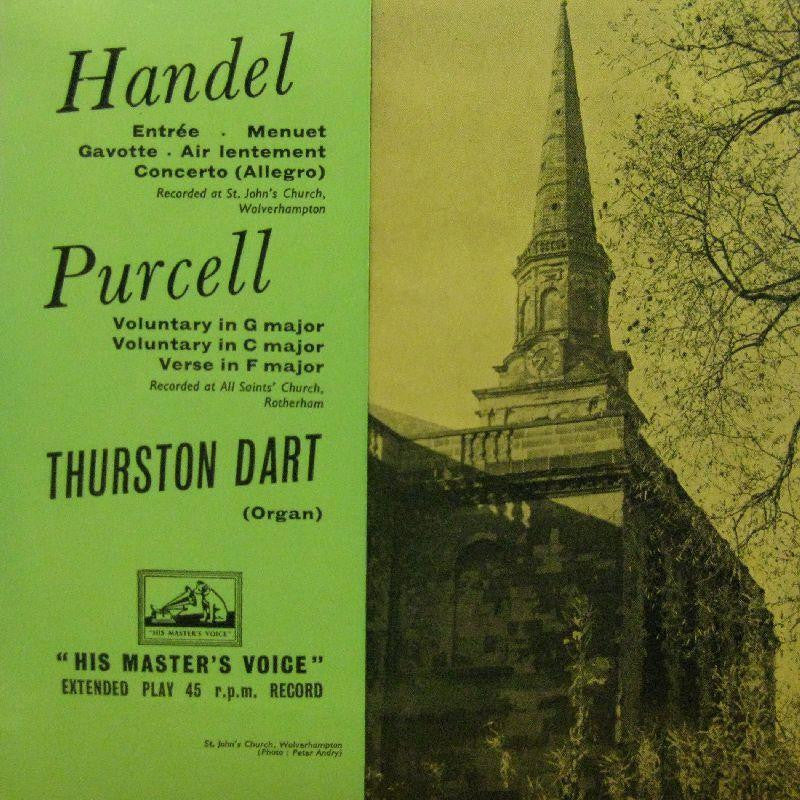 Handel
Entrée . Menuet
Gavotte . Air lentement
Concerto (Allegro)
Recorded at St. John's Church,
Wolverhampton
Purcell
Voluntary in G major
Voluntary in C major
Verse in F major
Recorded at All Saints' Church,
Rotherham
THURSTON DART
(Organ)
"HIS MASTER'S VOICE"
"HIS MASTER'S VOICE"
EXTENDED PLAY 45 r.p.m. RECORD
St. John's Church, Wolverhampton
(Photo : Peter Andry)